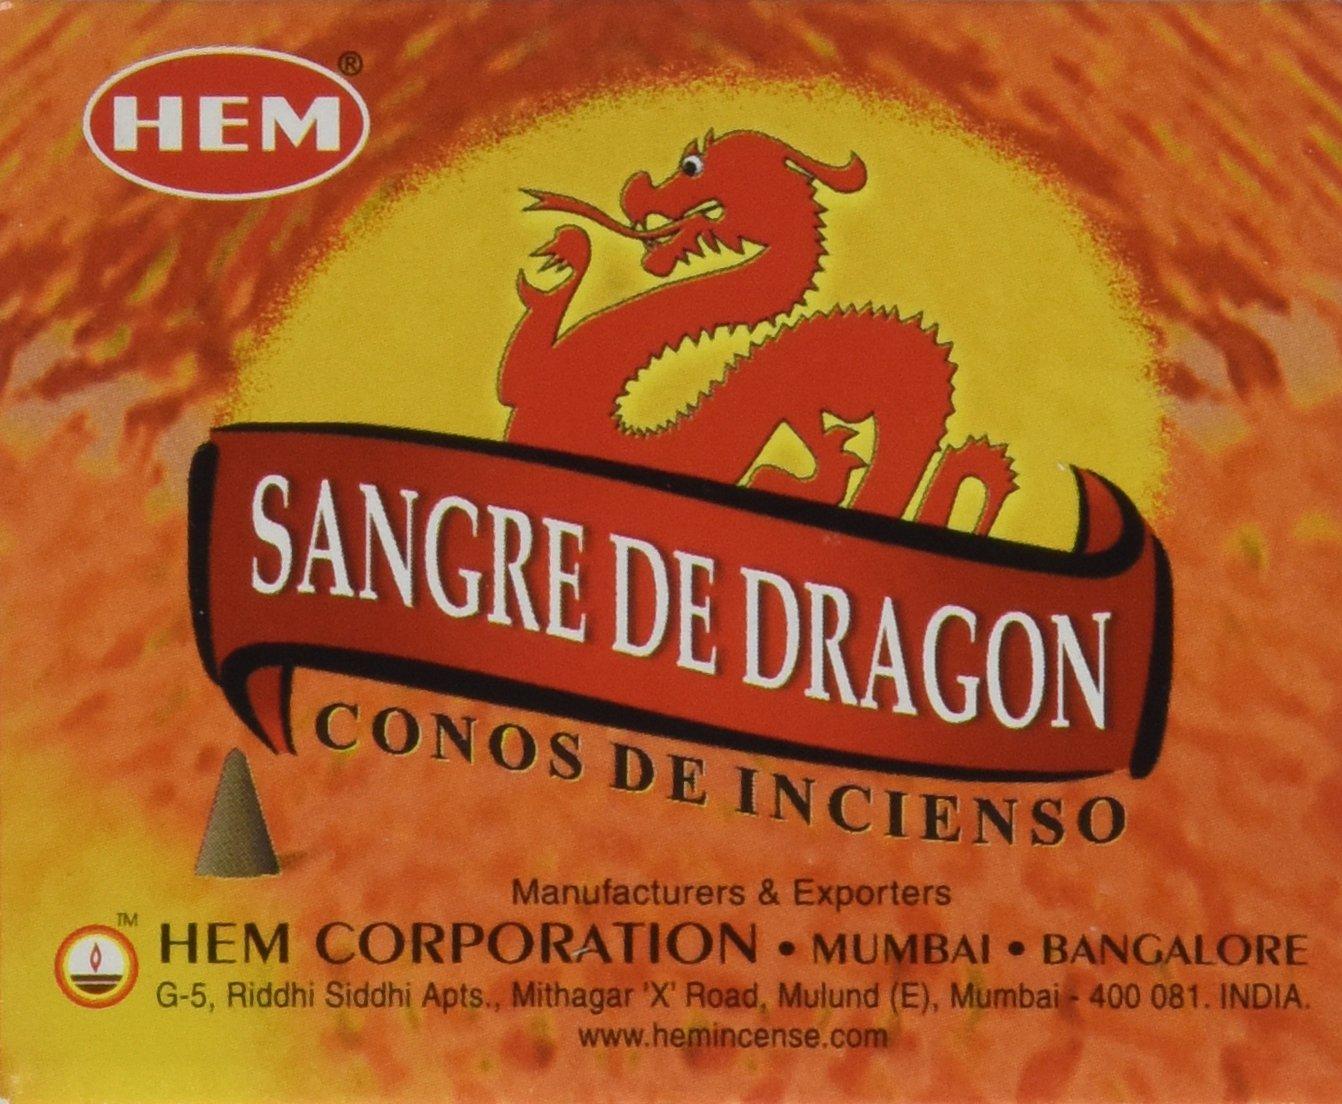 HEM®
SANGRE DE DRAGON
CONOS DE INCIENSO
Manufacturers & Exporters
™ HEM CORPORATION • MUMBAI • BANGALORE
G-5, Riddhi Siddhi Apts., Mithagar 'X' Road, Mulund (E), Mumbai - 400 081. INDIA.
www.hemincense.com